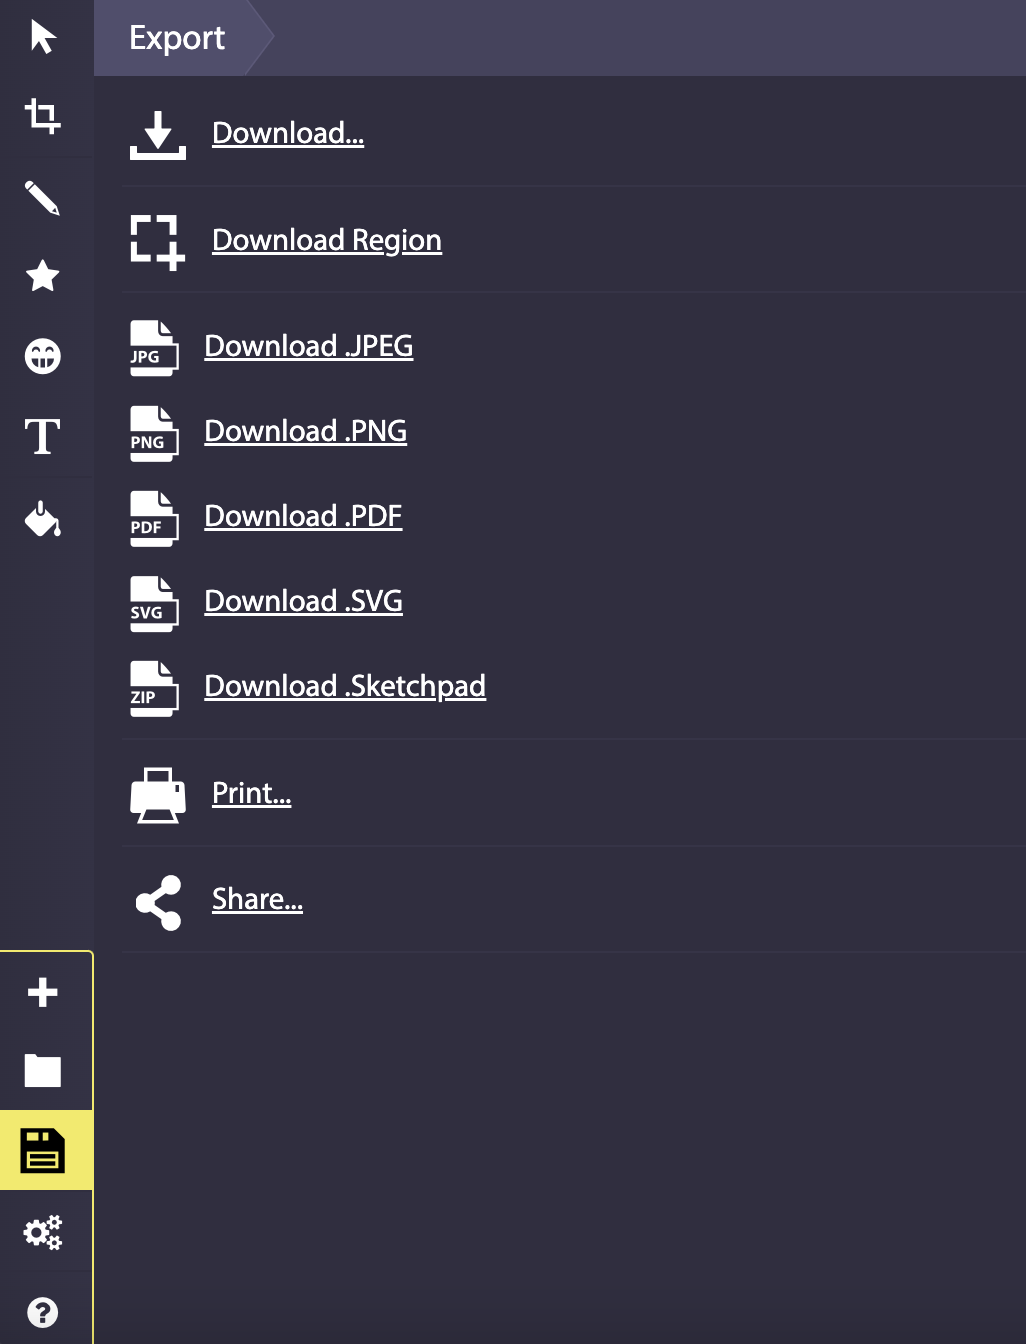 Export
Download...
Download Region
JPG Download .JPEG
PNG Download .PNG
PDF Download .PDF
SVG Download .SVG
ZIP Download .Sketchpad
Print...
Share...